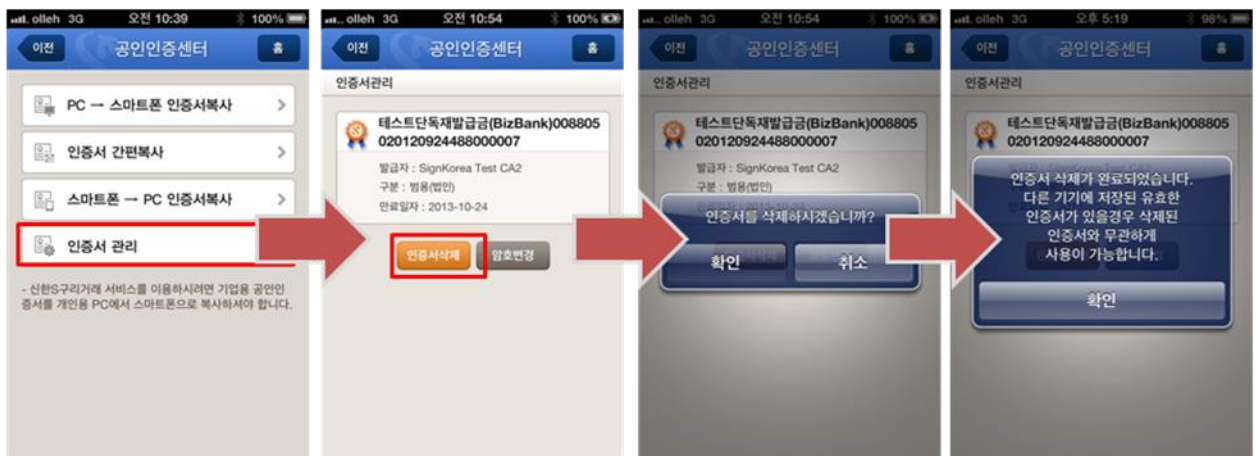 olleh 3G 오전 10:39 100%
이전 공인인증센터 홈
PC → 스마트폰 인증서복사
인증서 간편복사
스마트폰 → PC 인증서복사
인증서 관리
- 신한S구리거래 서비스를 이용하시려면 기업용 공인인
증서를 개인용 PC에서 스마트폰으로 복사하셔야 합니다.
olleh 3G 오전 10:54 100%
이전 공인인증센터 홈
인증서관리
테스트단독재발급금(BizBank)008805
020120924488000007
발급자 : SignKorea Test CA2
구분 : 범용(법인)
만료일자 : 2013-10-24
인증서삭제 암호변경
olleh 3G 오전 10:54 100%
이전 공인인증센터 홈
인증서관리
테스트단독재발급금(BizBank)008805
020120924488000007
발급자 : SignKorea Test CA2
구분 : 범용(법인)
인증서를 삭제하시겠습니까?
확인 취소
olleh 3G 오후 5:19 98%
이전 공인인증센터 홈
인증서관리
테스트단독재발급금(BizBank)008805
020120924488000007
인증서 삭제가 완료되었습니다.
다른 기기에 저장된 유효한
인증서가 있을경우 삭제된
인증서와 무관하게
사용이 가능합니다.
확인